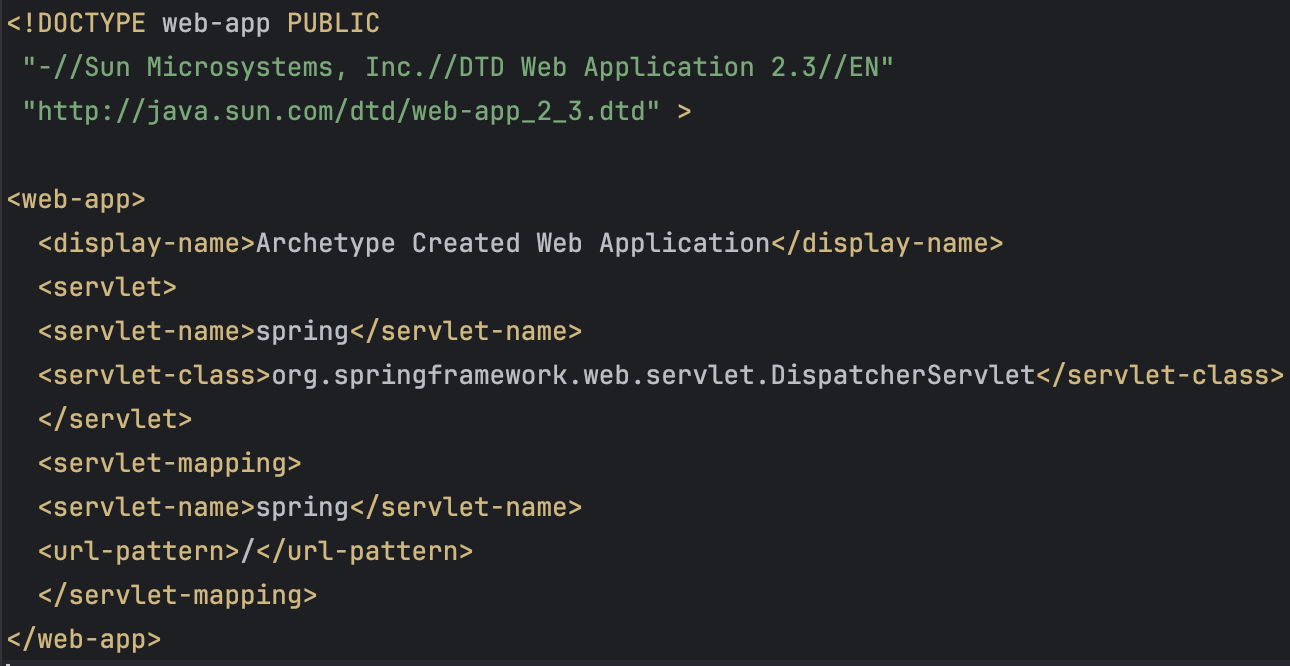 <!DOCTYPE web-app PUBLIC
"-//Sun Microsystems, Inc.//DTD Web Application 2.3//EN"
"http://java.sun.com/dtd/web-app_2_3.dtd" >
<web-app>
<display-name>Archetype Created Web Application</display-name>
<servlet>
<servlet-name>spring</servlet-name>
<servlet-class>org.springframework.web.servlet.DispatcherServlet</servlet-class>
</servlet>
<servlet-mapping>
<servlet-name>spring</servlet-name>
<url-pattern>/</url-pattern>
</servlet-mapping>
</web-app>